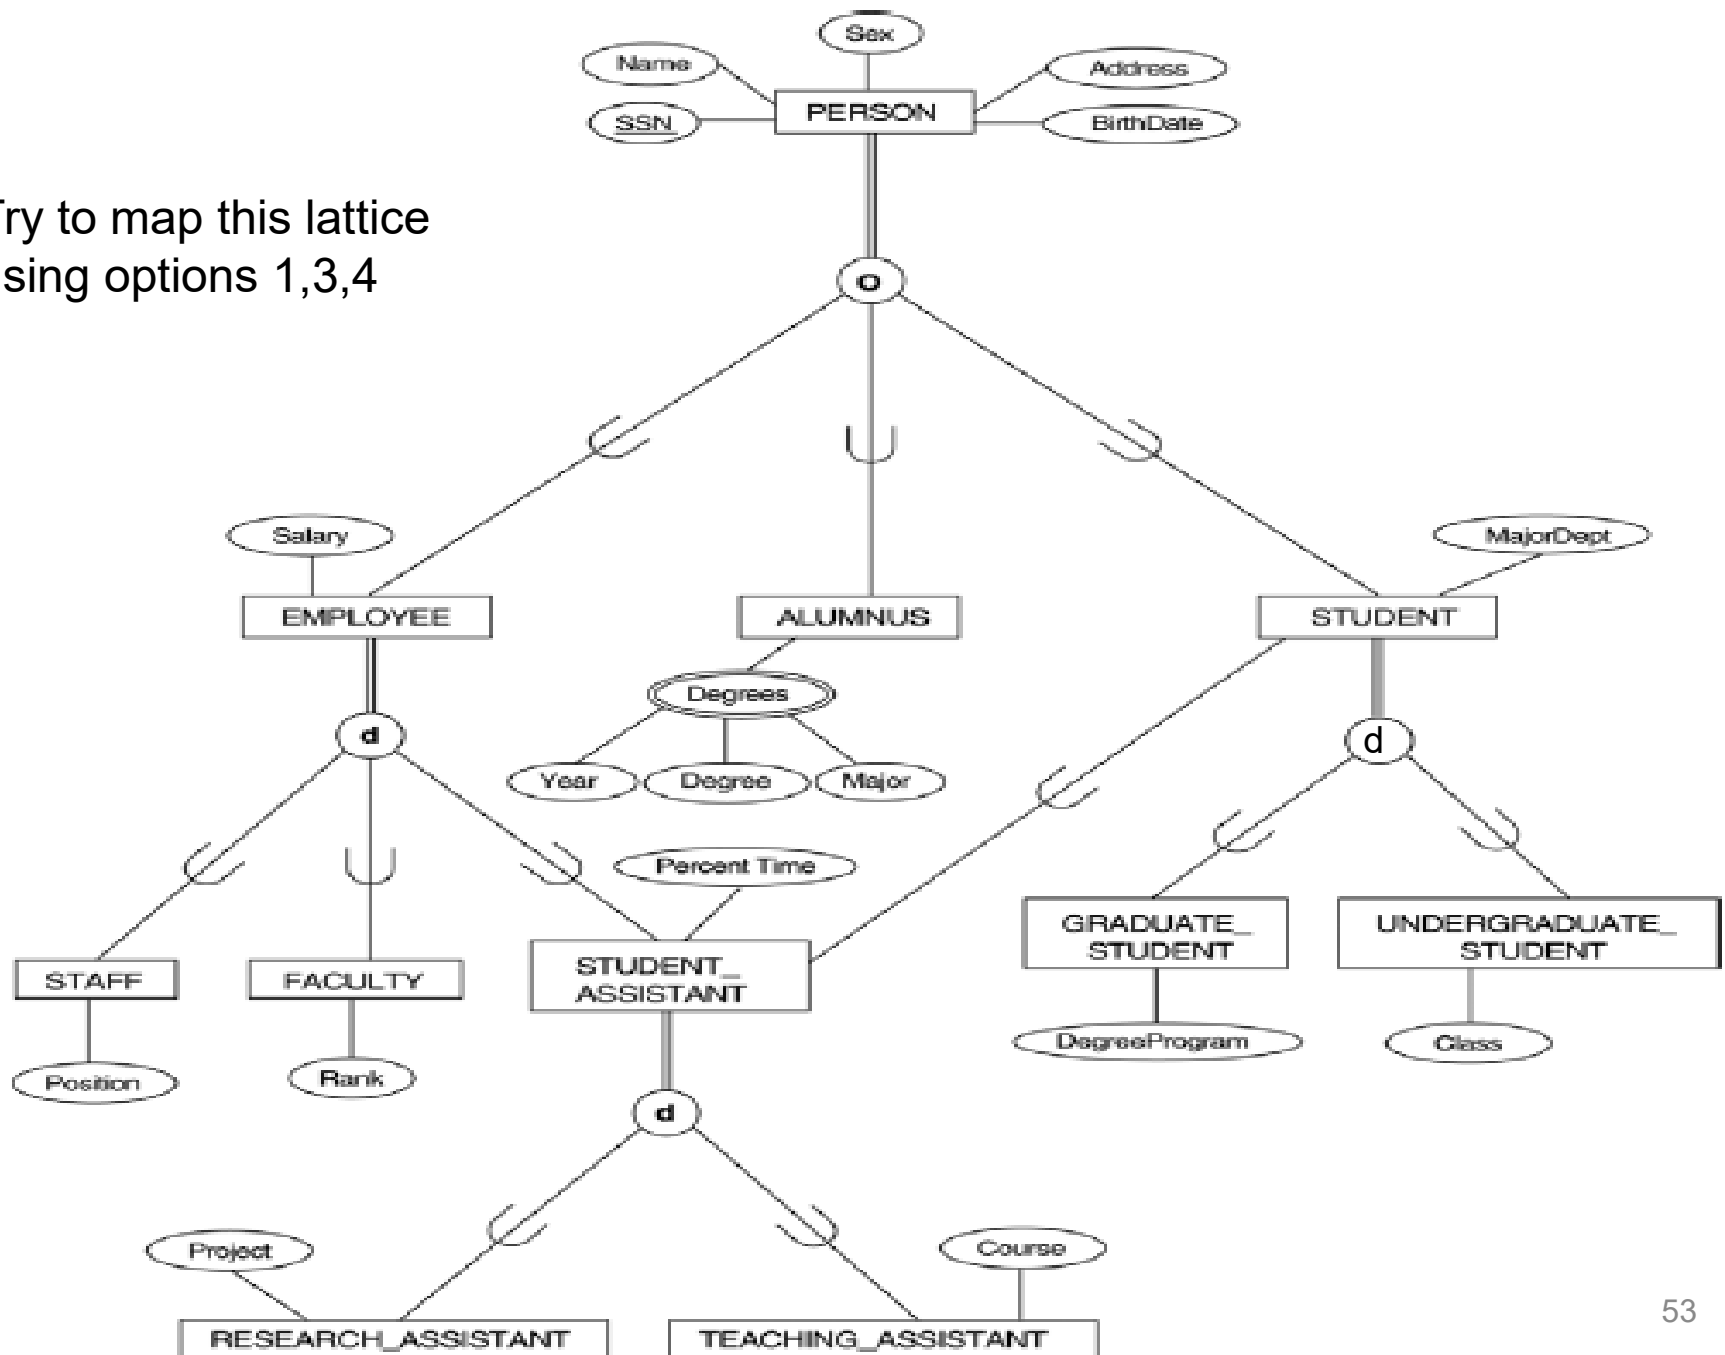 Sex
Name
Address
SSN
PERSON
BirthDate
Try to map this lattice
sing options 1,3,4
O
Salary
MajorDept
EMPLOYEE
ALUMNUS
STUDENT
Degrees
d
d
Year
Degree
Major
Percent Time
GRADUATE_
STUDENT
UNDERGRADUATE_
STUDENT
STAFF
FACULTY
STUDENT_
ASSISTANT
DegreeProgram
Class
Position
Rank
d
Project
Course
RESEARCH_ASSISTANT
TEACHING_ASSISTANT
53